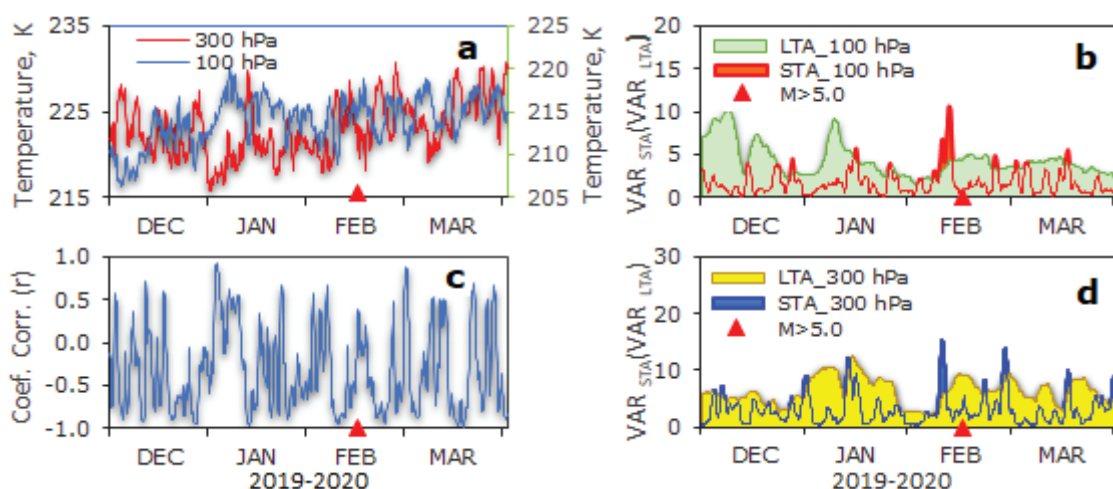 a
300 hPa
100 hPa
Temperature, K
235
225
215
225
220
215
210
205
Temperature, K
DEC JAN FEB MAR
b
LTA_100 hPa
STA_100 hPa
M>5.0
VAR STA(VAR LTA)
20
15
10
5
0
DEC JAN FEB MAR
c
Coef. Corr. (r)
1.0
0.5
0.0
-0.5
-1.0
DEC JAN FEB MAR
2019-2020
d
LTA_300 hPa
STA_300 hPa
M>5.0
VAR STA(VAR LTA)
30
20
10
0
DEC JAN FEB MAR
2019-2020